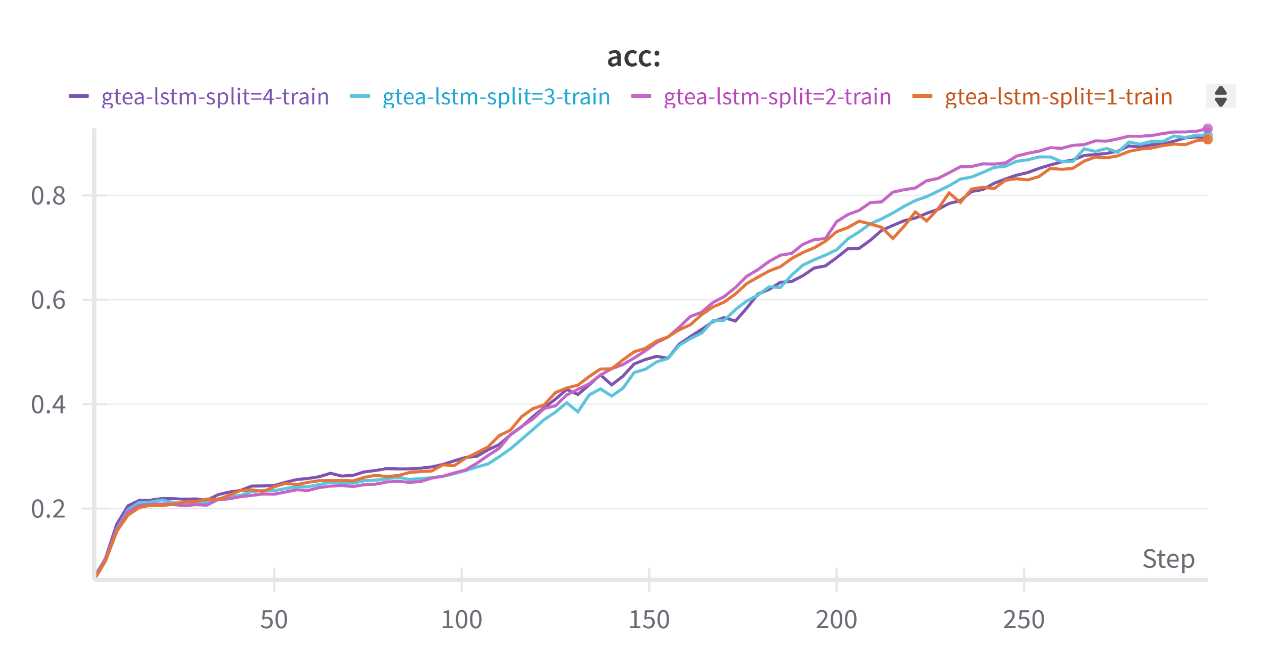 acc:
gtea-lstm-split=4-train gtea-lstm-split=3-train gtea-lstm-split=2-train gtea-lstm-split=1-train
0.8
0.6
0.4
0.2
Step
50 100 150 200 250